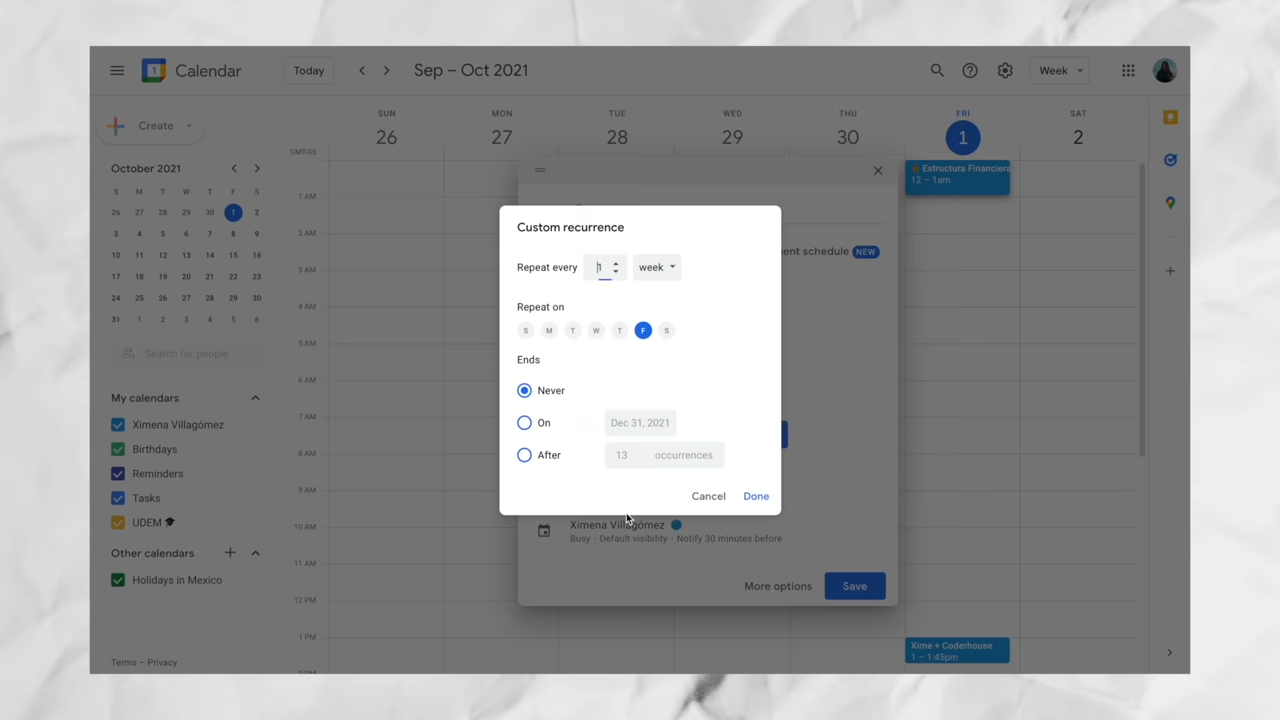 1
Calendar
Today
Sep – Oct 2021
Week
Create
SUN
MON
TUE
WED
THU
FRI
SAT
26
27
28
29
30
1
2
GMT-05
October 2021
S M T W T F S
26 27 28 29 30 1 2
3 4 5 6 7 8 9
10 11 12 13 14 15 16
17 18 19 20 21 22 23
24 25 26 27 28 29 30
31 1 2 3 4 5 6
Search for people
My calendars
Ximena Villagómez
Birthdays
Reminders
Tasks
UDEM
Other calendars
Holidays in Mexico
Terms – Privacy
1 AM
2 AM
3 AM
4 AM
5 AM
6 AM
7 AM
8 AM
9 AM
10 AM
11 AM
12 PM
1 PM
Estructura Financiera
12 – 1am
ent schedule NEW
Custom recurrence
Repeat every 1 week
Repeat on
S M T W T F S
Ends
Never
On Dec 31, 2021
After 13 occurrences
Cancel Done
Ximena Villagómez
Busy · Default visibility · Notify 30 minutes before
More options Save
Xime + Coderhouse
1 – 1:45pm